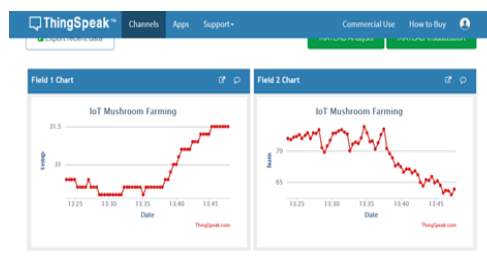 ThingSpeak™ Channels Apps Support Commercial Use How to Buy
Export recent data MATLAB Analysis MATLAB Visualization
Field 1 Chart
IoT Mushroom Farming
temp
31.5
31
13:25 13:30 13:35 13:40 13:45
Date
ThingSpeak.com
Field 2 Chart
IoT Mushroom Farming
hum
70
65
13:25 13:30 13:35 13:40 13:45
Date
ThingSpeak.com